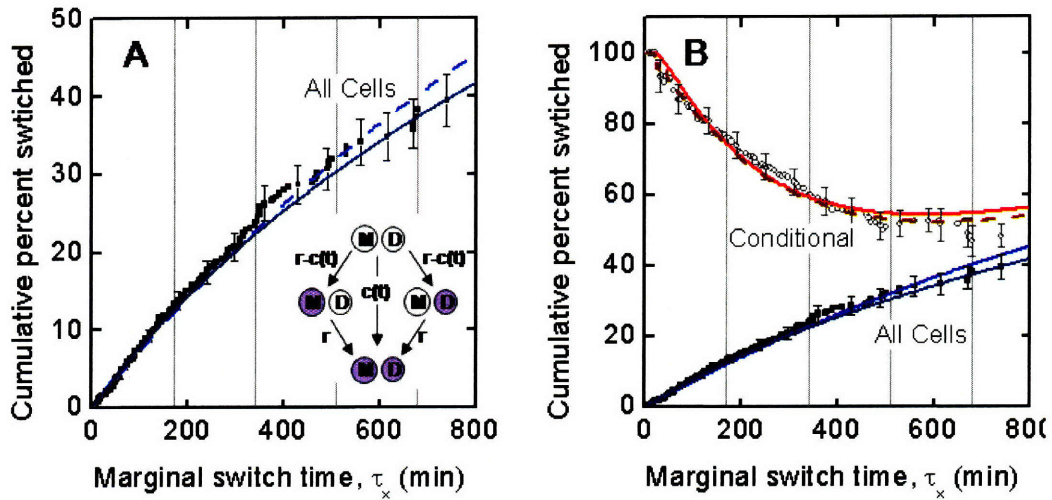 A
All Cells
Cumulative percent swtiched
50
40
30
20
10
0
0
200
400
600
800
Marginal switch time, τx (min)
M D
r-c(t)
c(t)
r-c(t)
M D
M D
r
r
M D
B
Conditional
All Cells
Cumulative percent swtiched
100
80
60
40
20
0
0
200
400
600
800
Marginal switch time, τx (min)